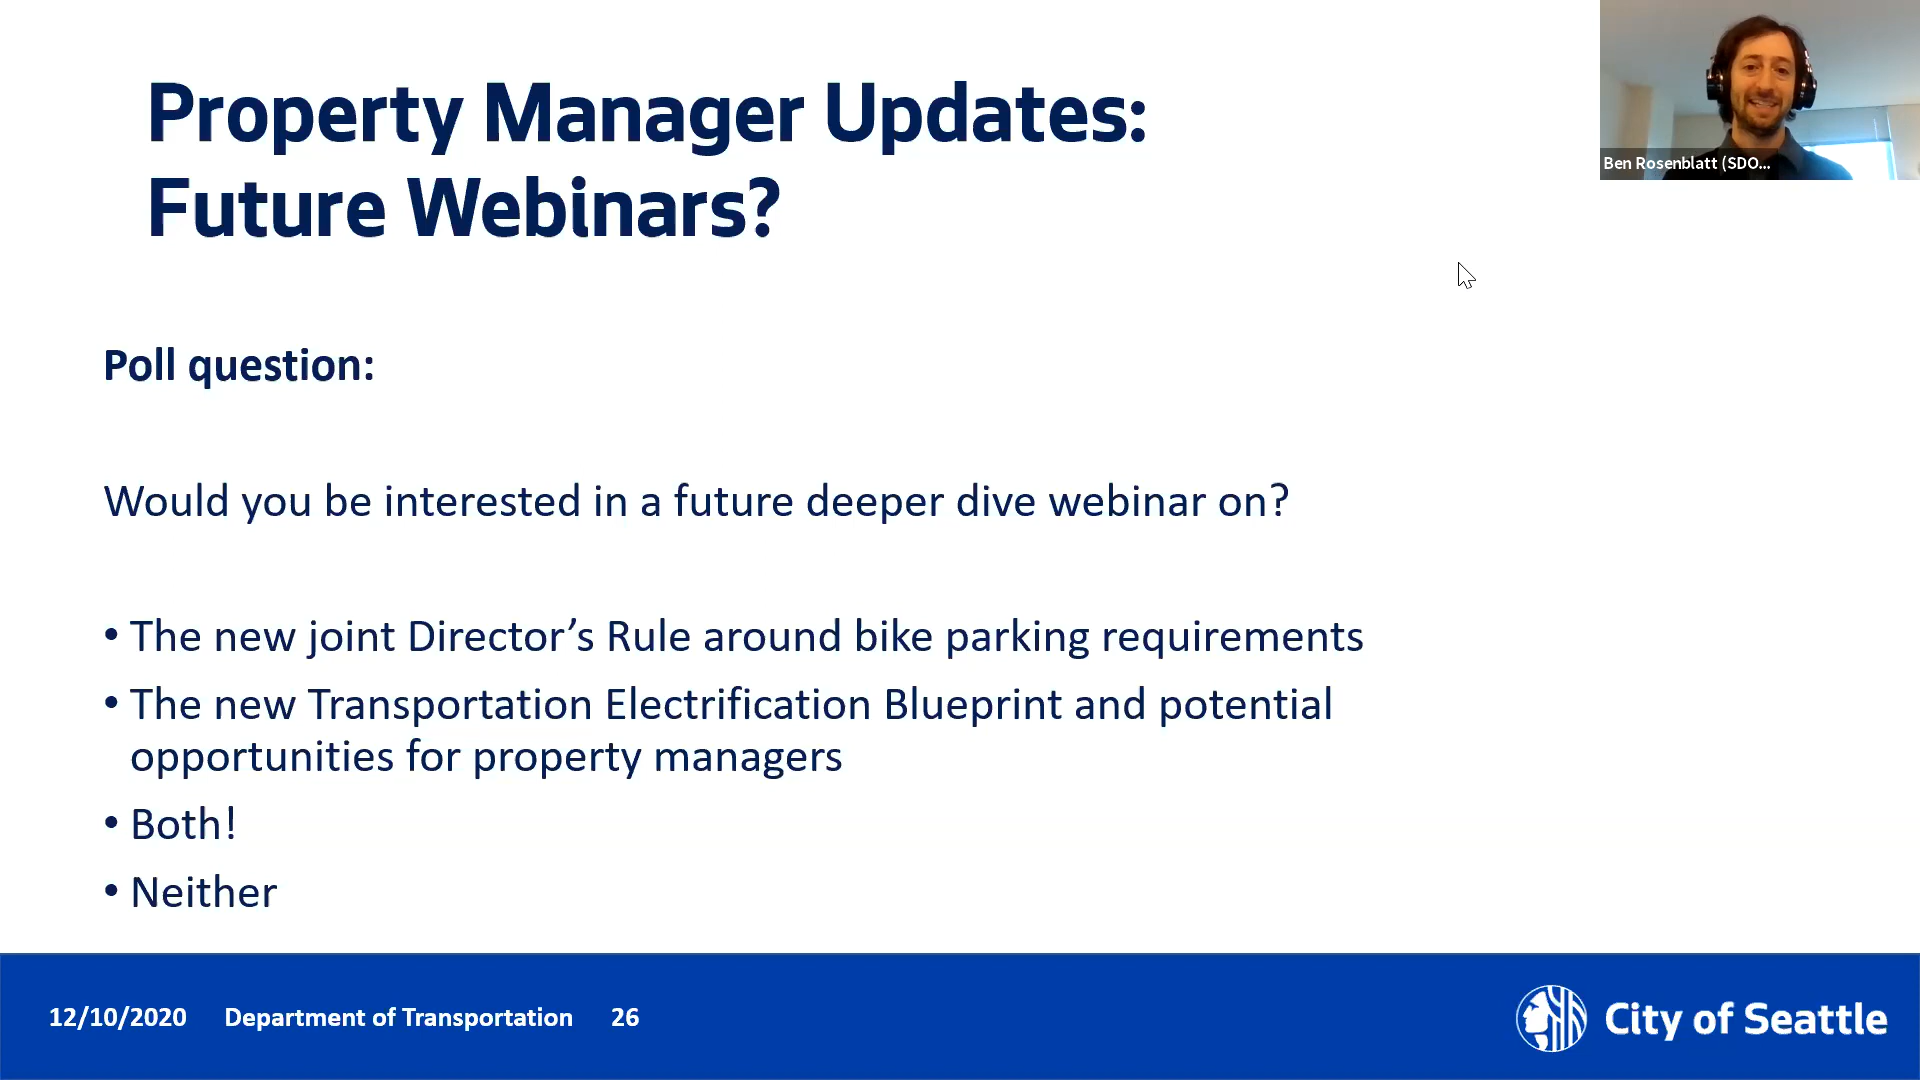 Property Manager Updates:
Future Webinars?
Ben Rosenblatt (SDO...
Poll question:
Would you be interested in a future deeper dive webinar on?
• The new joint Director’s Rule around bike parking requirements
• The new Transportation Electrification Blueprint and potential
opportunities for property managers
• Both!
• Neither
12/10/2020 Department of Transportation 26
City of Seattle